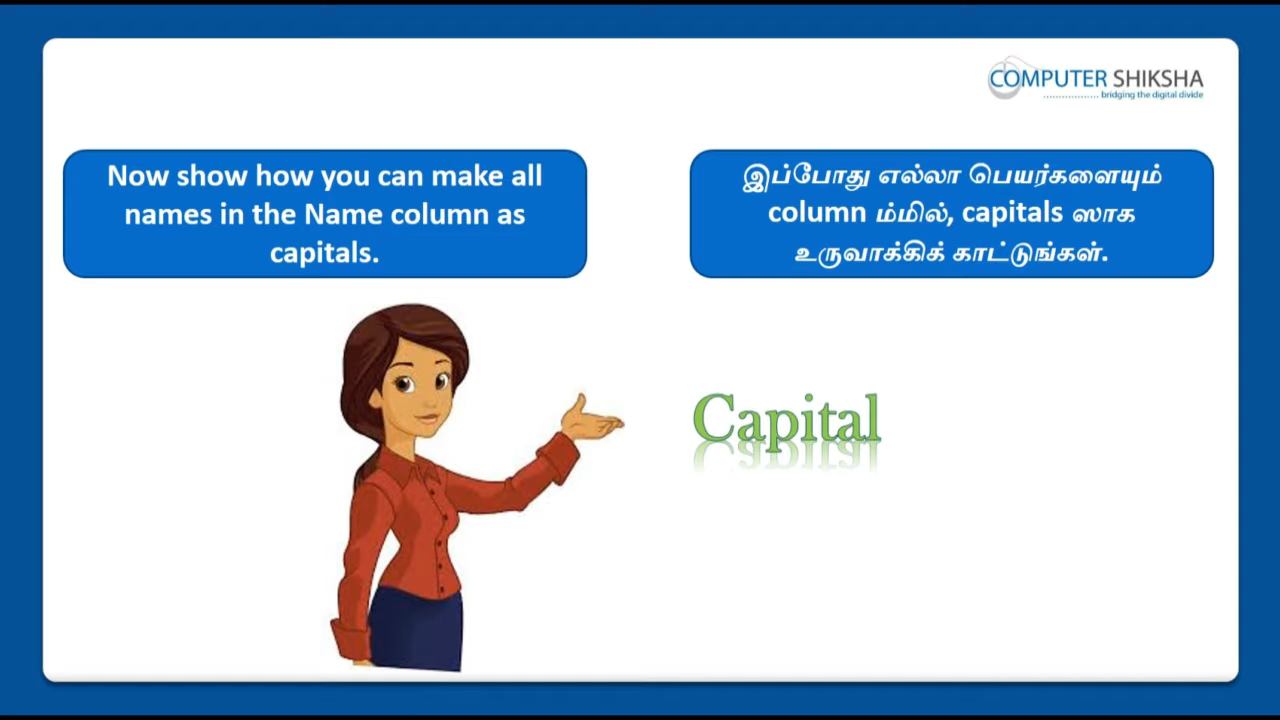 COMPUTER SHIKSHA
bridging the digital divide
Now show how you can make all
names in the Name column as
capitals.
இப்போது எல்லா பெயர்களையும்
column ம்மில், capitals ஸாக
உருவாக்கிக் காட்டுங்கள்.
Capital